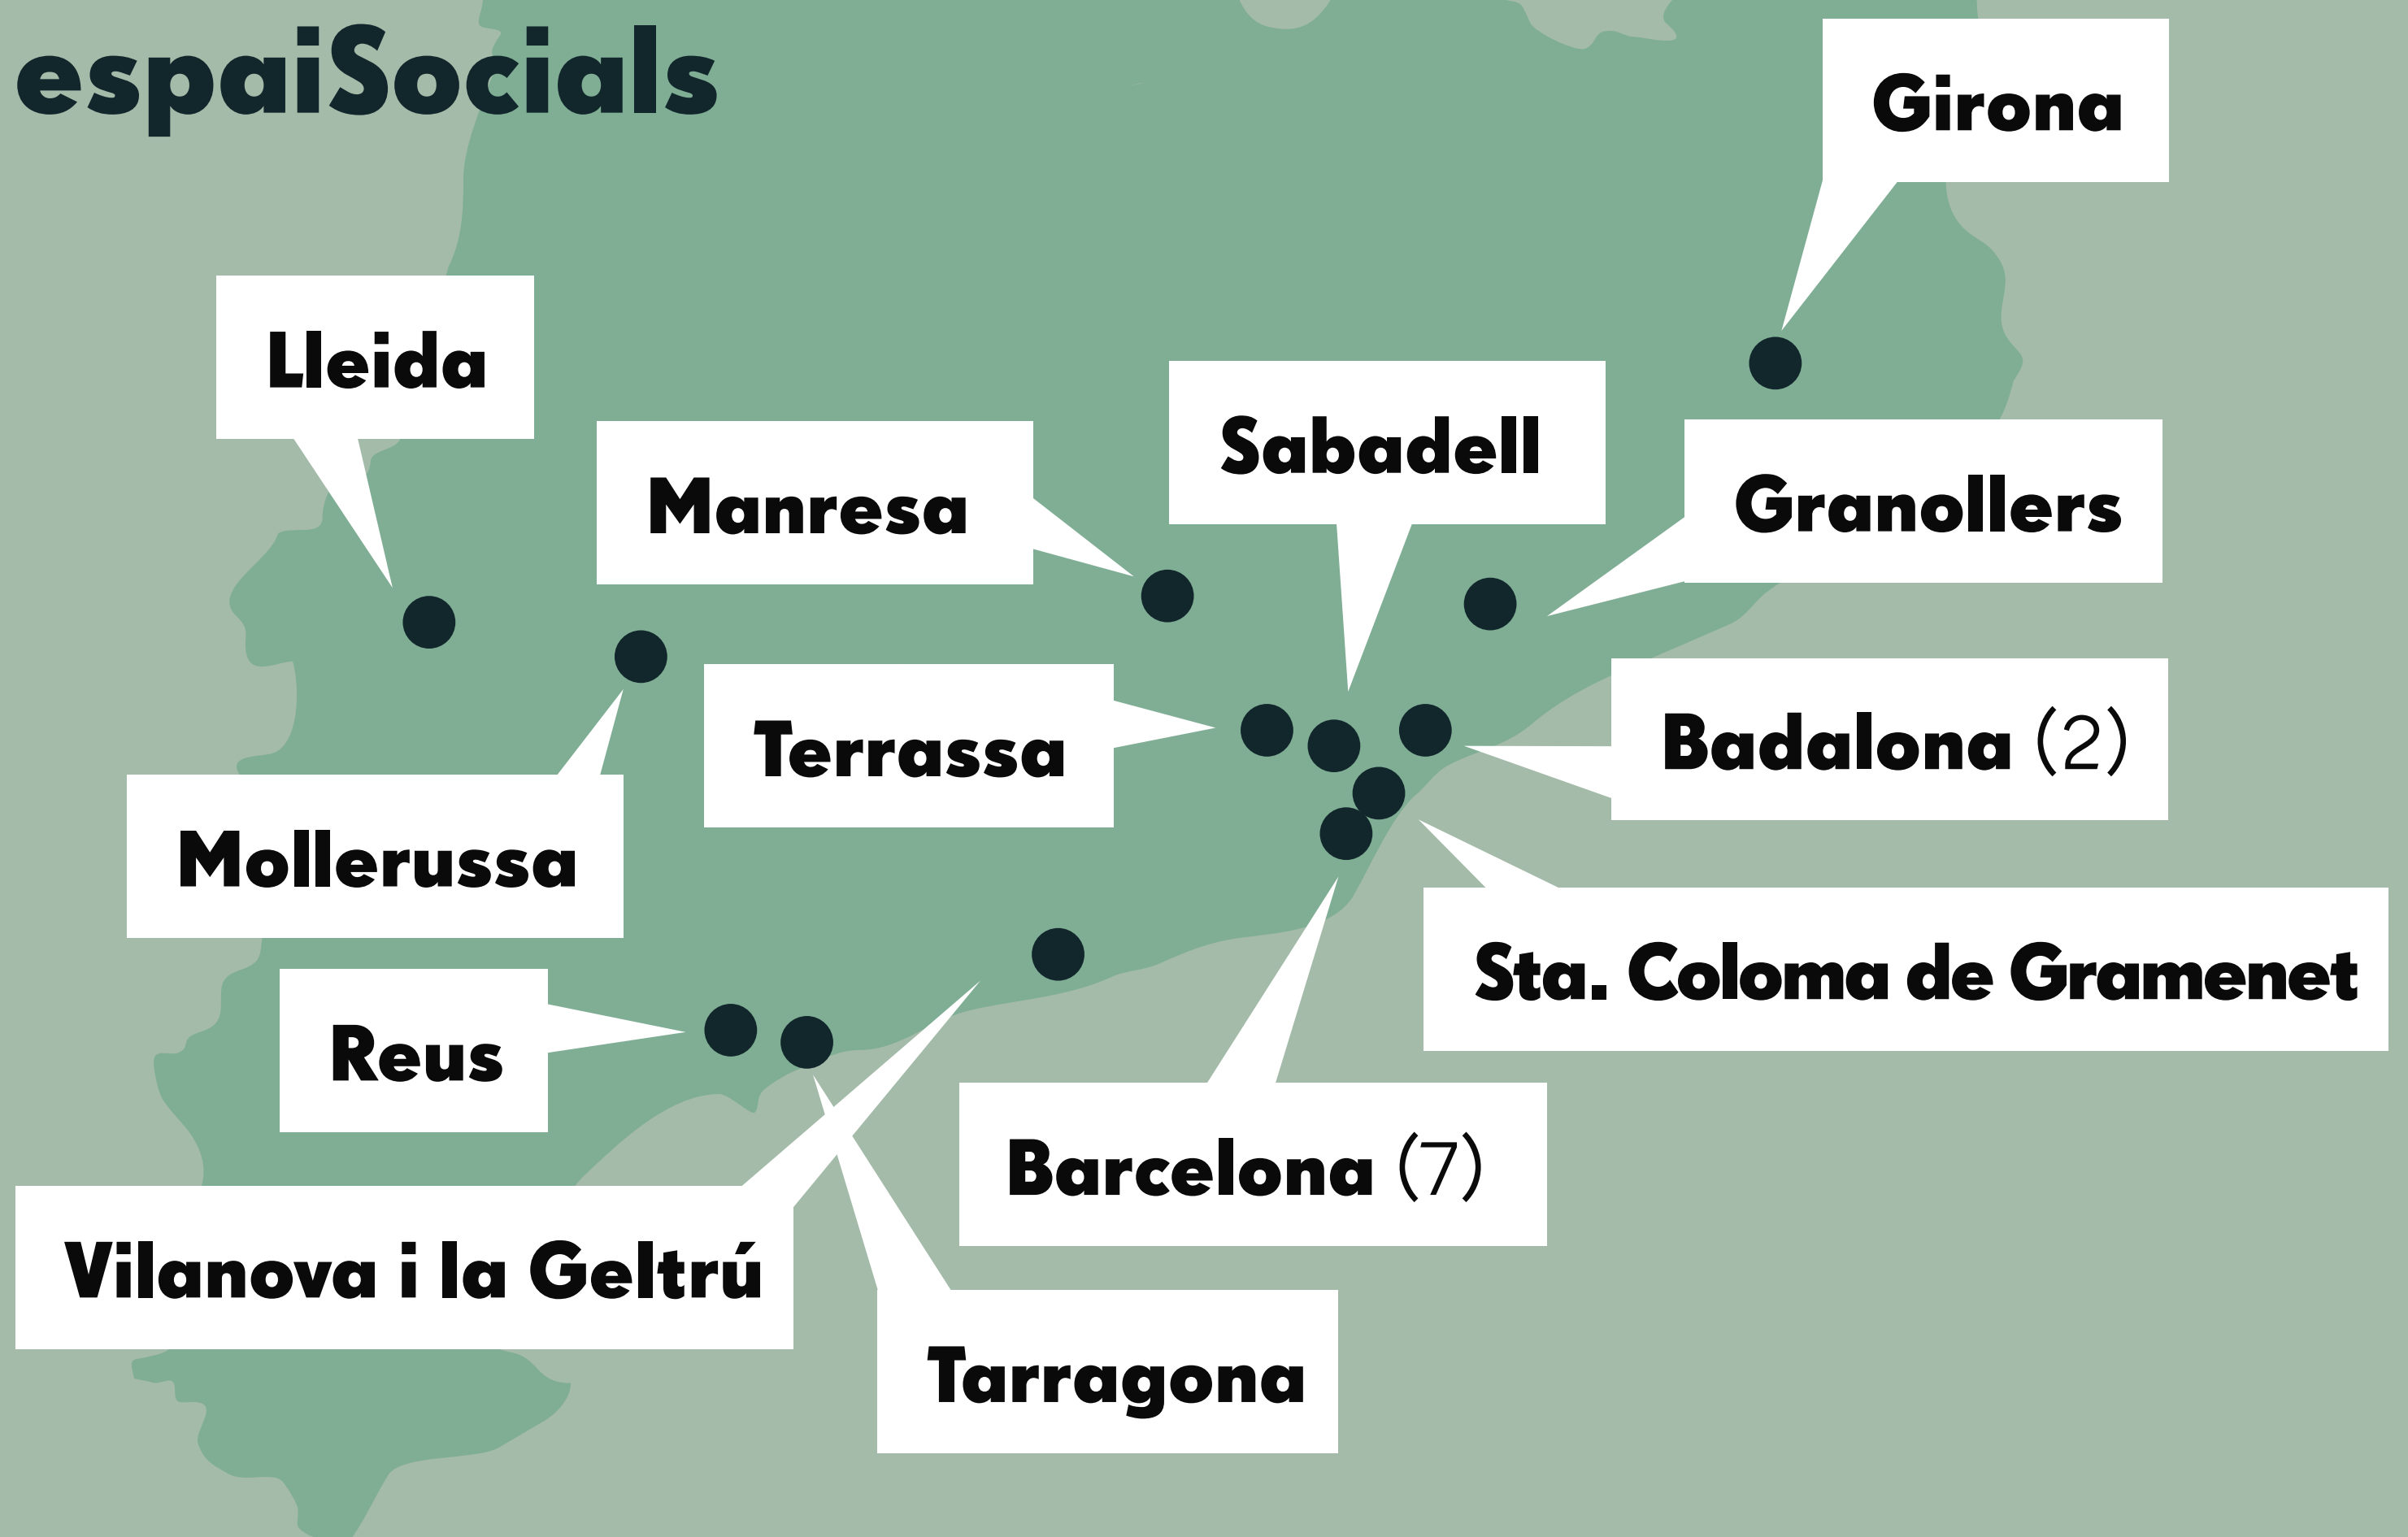 espaiSocials
Girona
Lleida
Sabadell
Manresa
Granollers
Terrassa
Badalona (2)
Mollerussa
Sta. Coloma de Gramenet
Reus
Barcelona (7)
Vilanova i la Geltrú
Tarragona